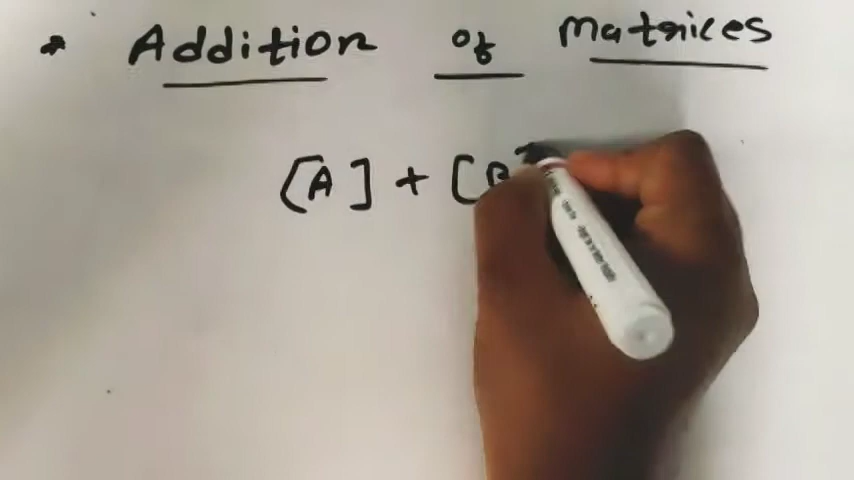 * Addition of Matrices
[A] + [B]